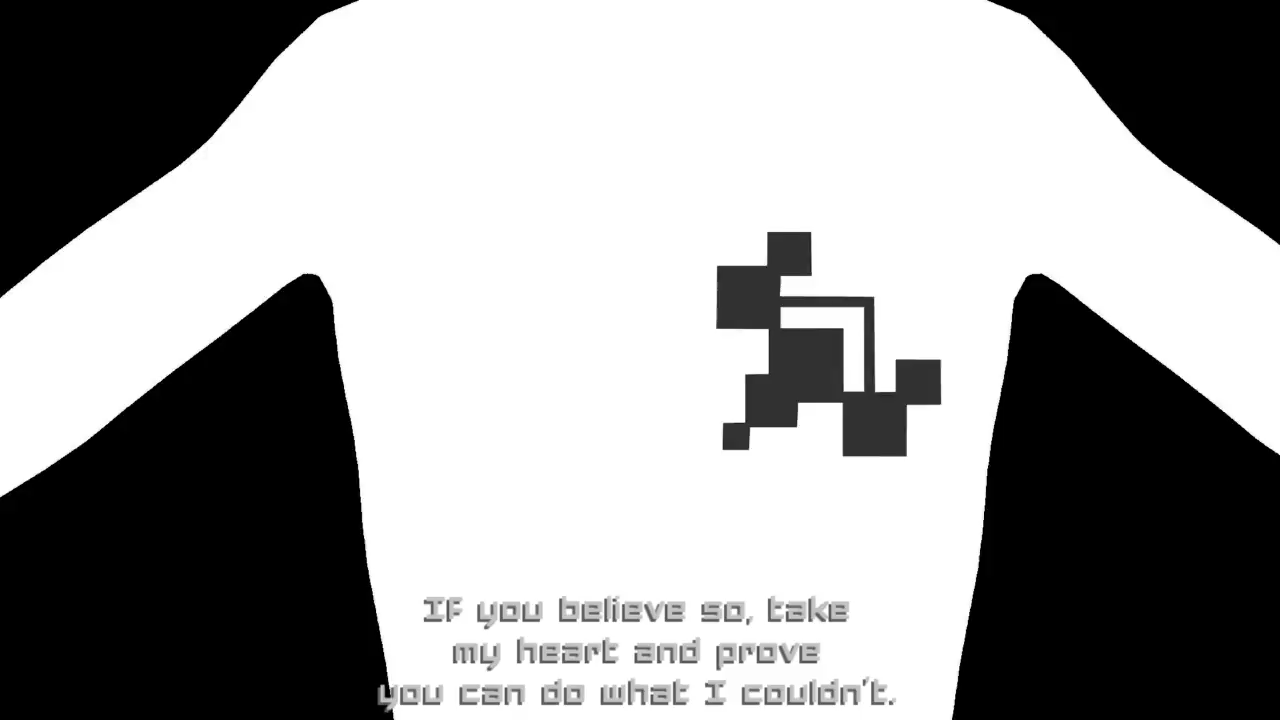 If you believe so, take
my heart and prove
you can do what I couldn't.